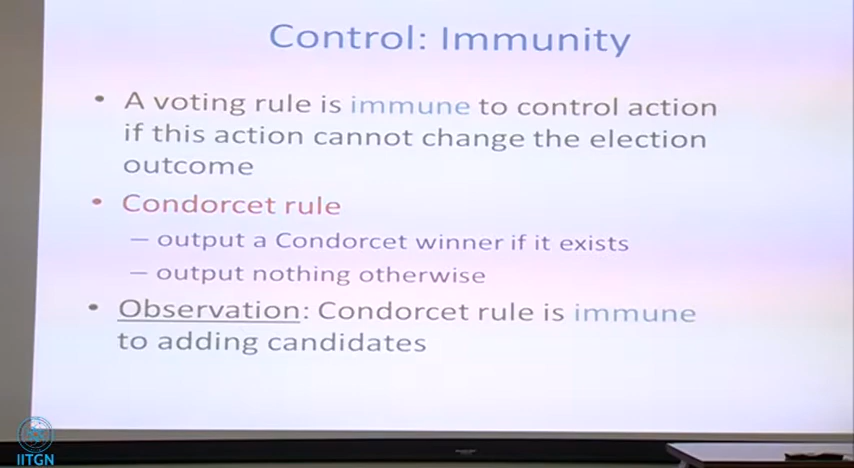 Control: Immunity
• A voting rule is immune to control action
if this action cannot change the election
outcome
• Condorcet rule
– output a Condorcet winner if it exists
– output nothing otherwise
• Observation: Condorcet rule is immune
to adding candidates
IITGN